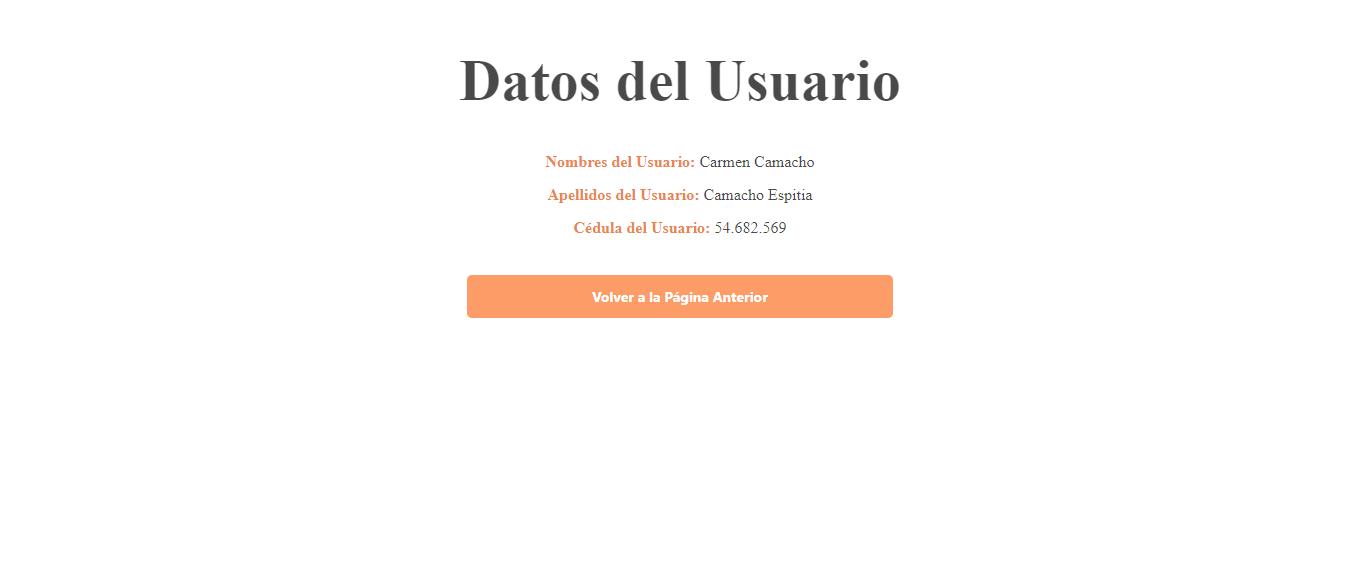 Datos del Usuario
Nombres del Usuario: Carmen Camacho
Apellidos del Usuario: Camacho Espitia
Cédula del Usuario: 54.682.569
Volver a la Página Anterior